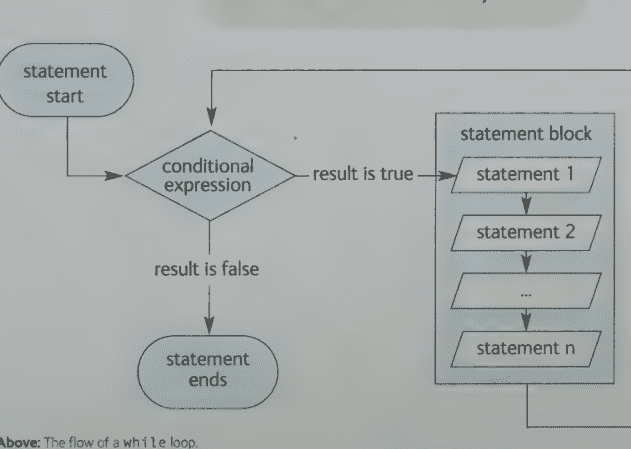 statement
start
conditional
expression
result is true
statement block
statement 1
statement 2
...
statement n
result is false
statement
ends
Above: The flow of a while loop.